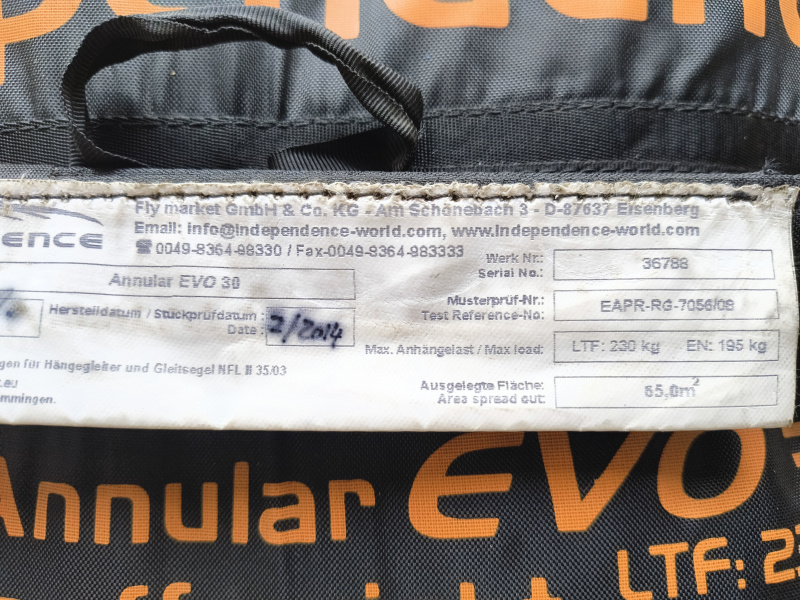 pendence
Fly market GmbH & Co. KG - Am Schönebach 3 - D-87637 Eisenberg
ENCE
Email: info@independence-world.com, www.independence-world.com
☎ 0049-8364-98330 / Fax-0049-8364-983333
Werk Nr.:
Serial No.:
36788
Annular EVO 30
Herstelldatum / Stückprüfdatum:
Date:
2/2014
Musterprüf-Nr.:
Test Reference-No:
EAPR-RG-7056/09
Max. Anhängelast / Max load:
LTF: 230 kg EN: 195 kg
gen für Hängegleiter und Gleitsegel NFL II 35/03
.eu
mmingen.
Ausgelegte Fläche:
Area spread out:
65,0m²
Annular EVO
LTF: 23